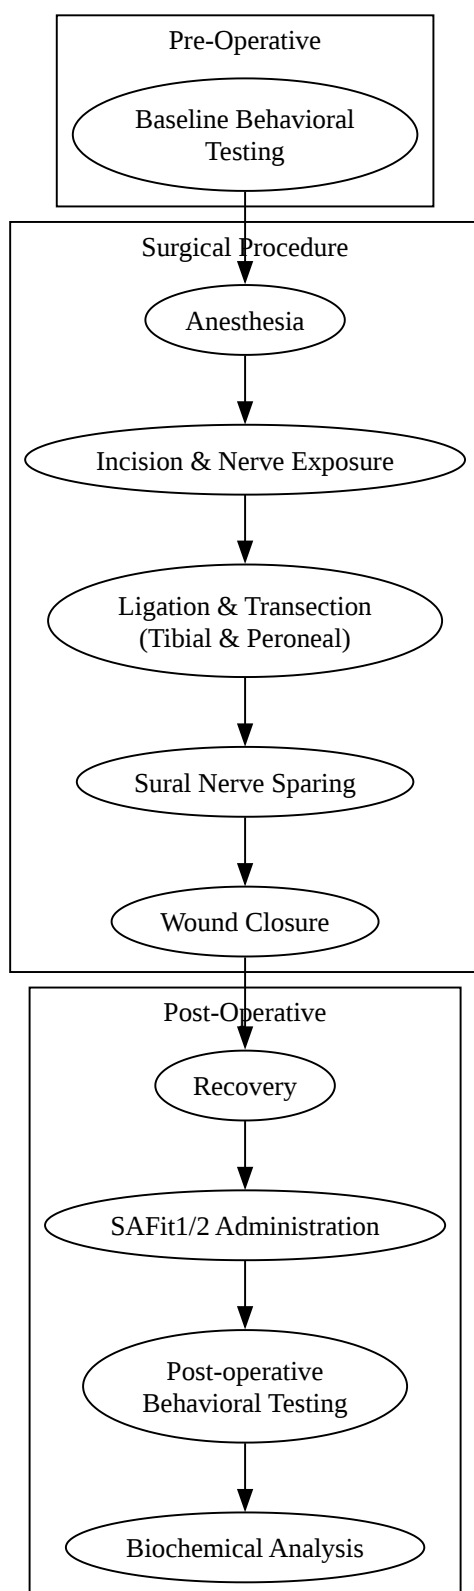 Pre-Operative
Baseline Behavioral
Testing
Surgical Procedure
Anesthesia
Incision & Nerve Exposure
Ligation & Transection
(Tibial & Peroneal)
Sural Nerve Sparing
Wound Closure
Post-Operative
Recovery
SAFit1/2 Administration
Post-operative
Behavioral Testing
Biochemical Analysis